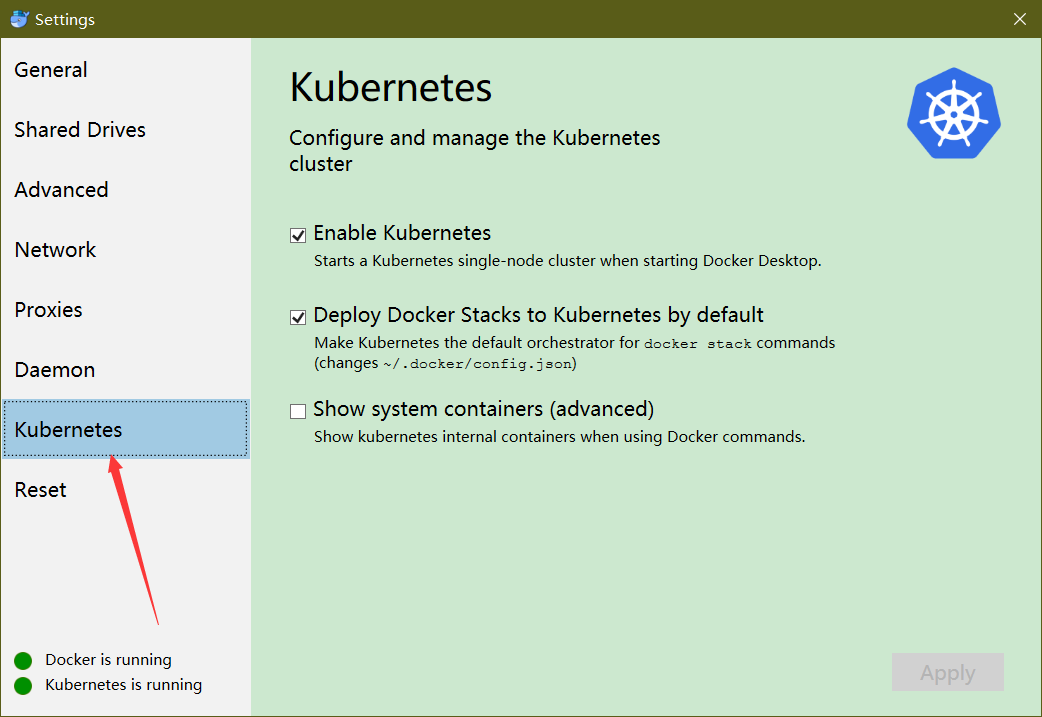 Settings
General
Shared Drives
Advanced
Network
Proxies
Daemon
Kubernetes
Reset
Docker is running
Kubernetes is running
Kubernetes
Configure and manage the Kubernetes
cluster
Enable Kubernetes
Starts a Kubernetes single-node cluster when starting Docker Desktop.
Deploy Docker Stacks to Kubernetes by default
Make Kubernetes the default orchestrator for docker stack commands
(changes ~/.docker/config.json)
Show system containers (advanced)
Show kubernetes internal containers when using Docker commands.
Apply